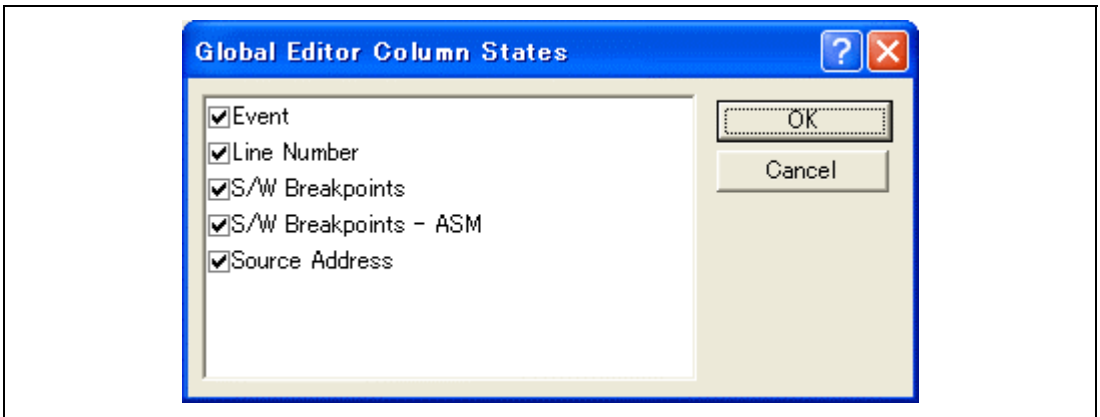 Global Editor Column States
?
Event
Line Number
S/W Breakpoints
S/W Breakpoints - ASM
Source Address
OK
Cancel